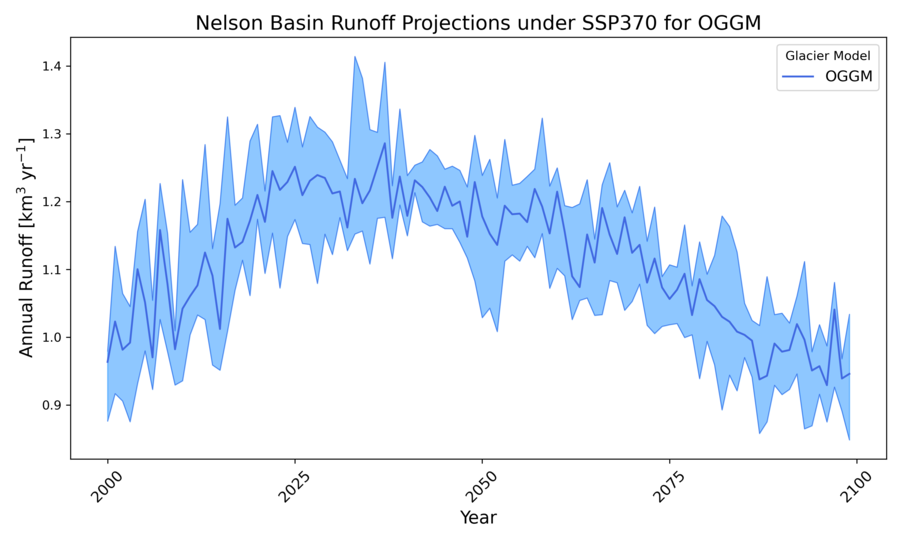 Nelson Basin Runoff Projections under SSP370 for OGGM
Glacier Model
OGGM
Annual Runoff [km³ yr⁻¹]
1.4
1.3
1.2
1.1
1.0
0.9
2000
2025
2050
2075
2100
Year